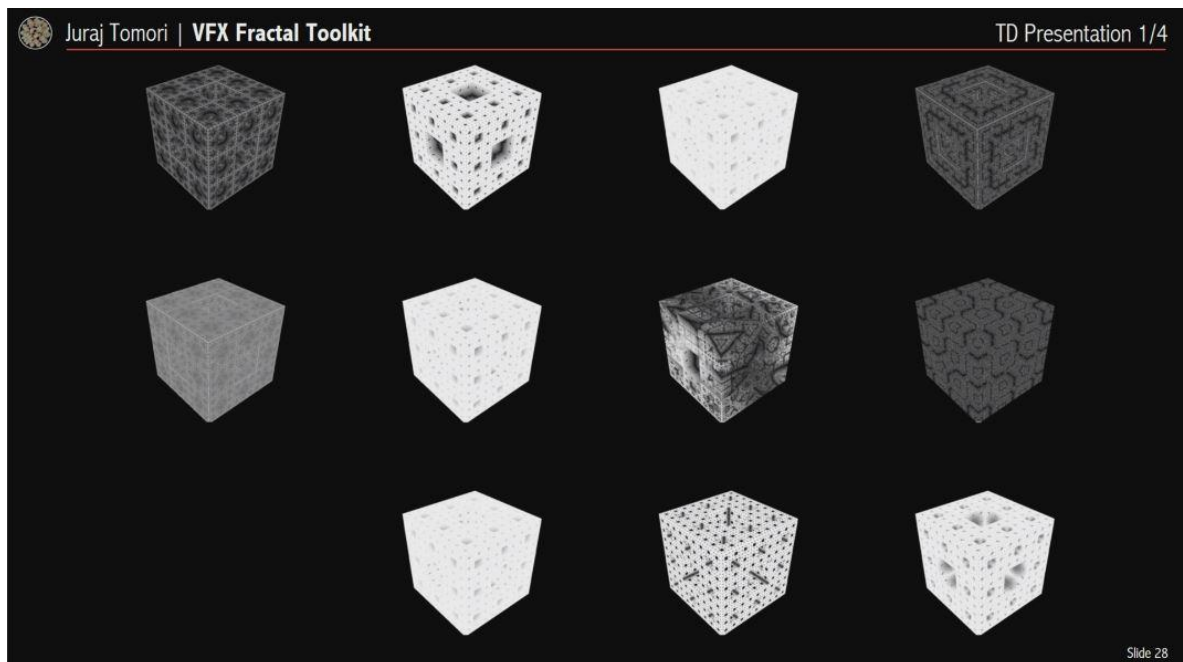 Juraj Tomori | VFX Fractal Toolkit
TD Presentation 1/4
Slide 28